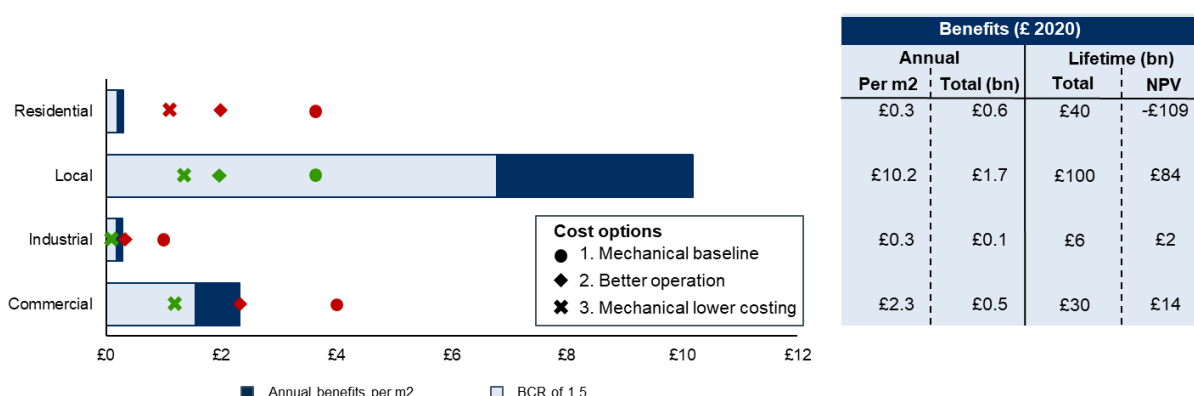 Residential
Local
Industrial
Commercial
£0
£2
£4
£6
£8
£10
£12
Cost options
1. Mechanical baseline
2. Better operation
3. Mechanical lower costing
Annual benefits per m2
BCR of 1.5
Benefits (£ 2020)
Annual Lifetime (bn)
Per m2 Total (bn) Total NPV
£0.3 £0.6 £40 -£109
£10.2 £1.7 £100 £84
£0.3 £0.1 £6 £2
£2.3 £0.5 £30 £14